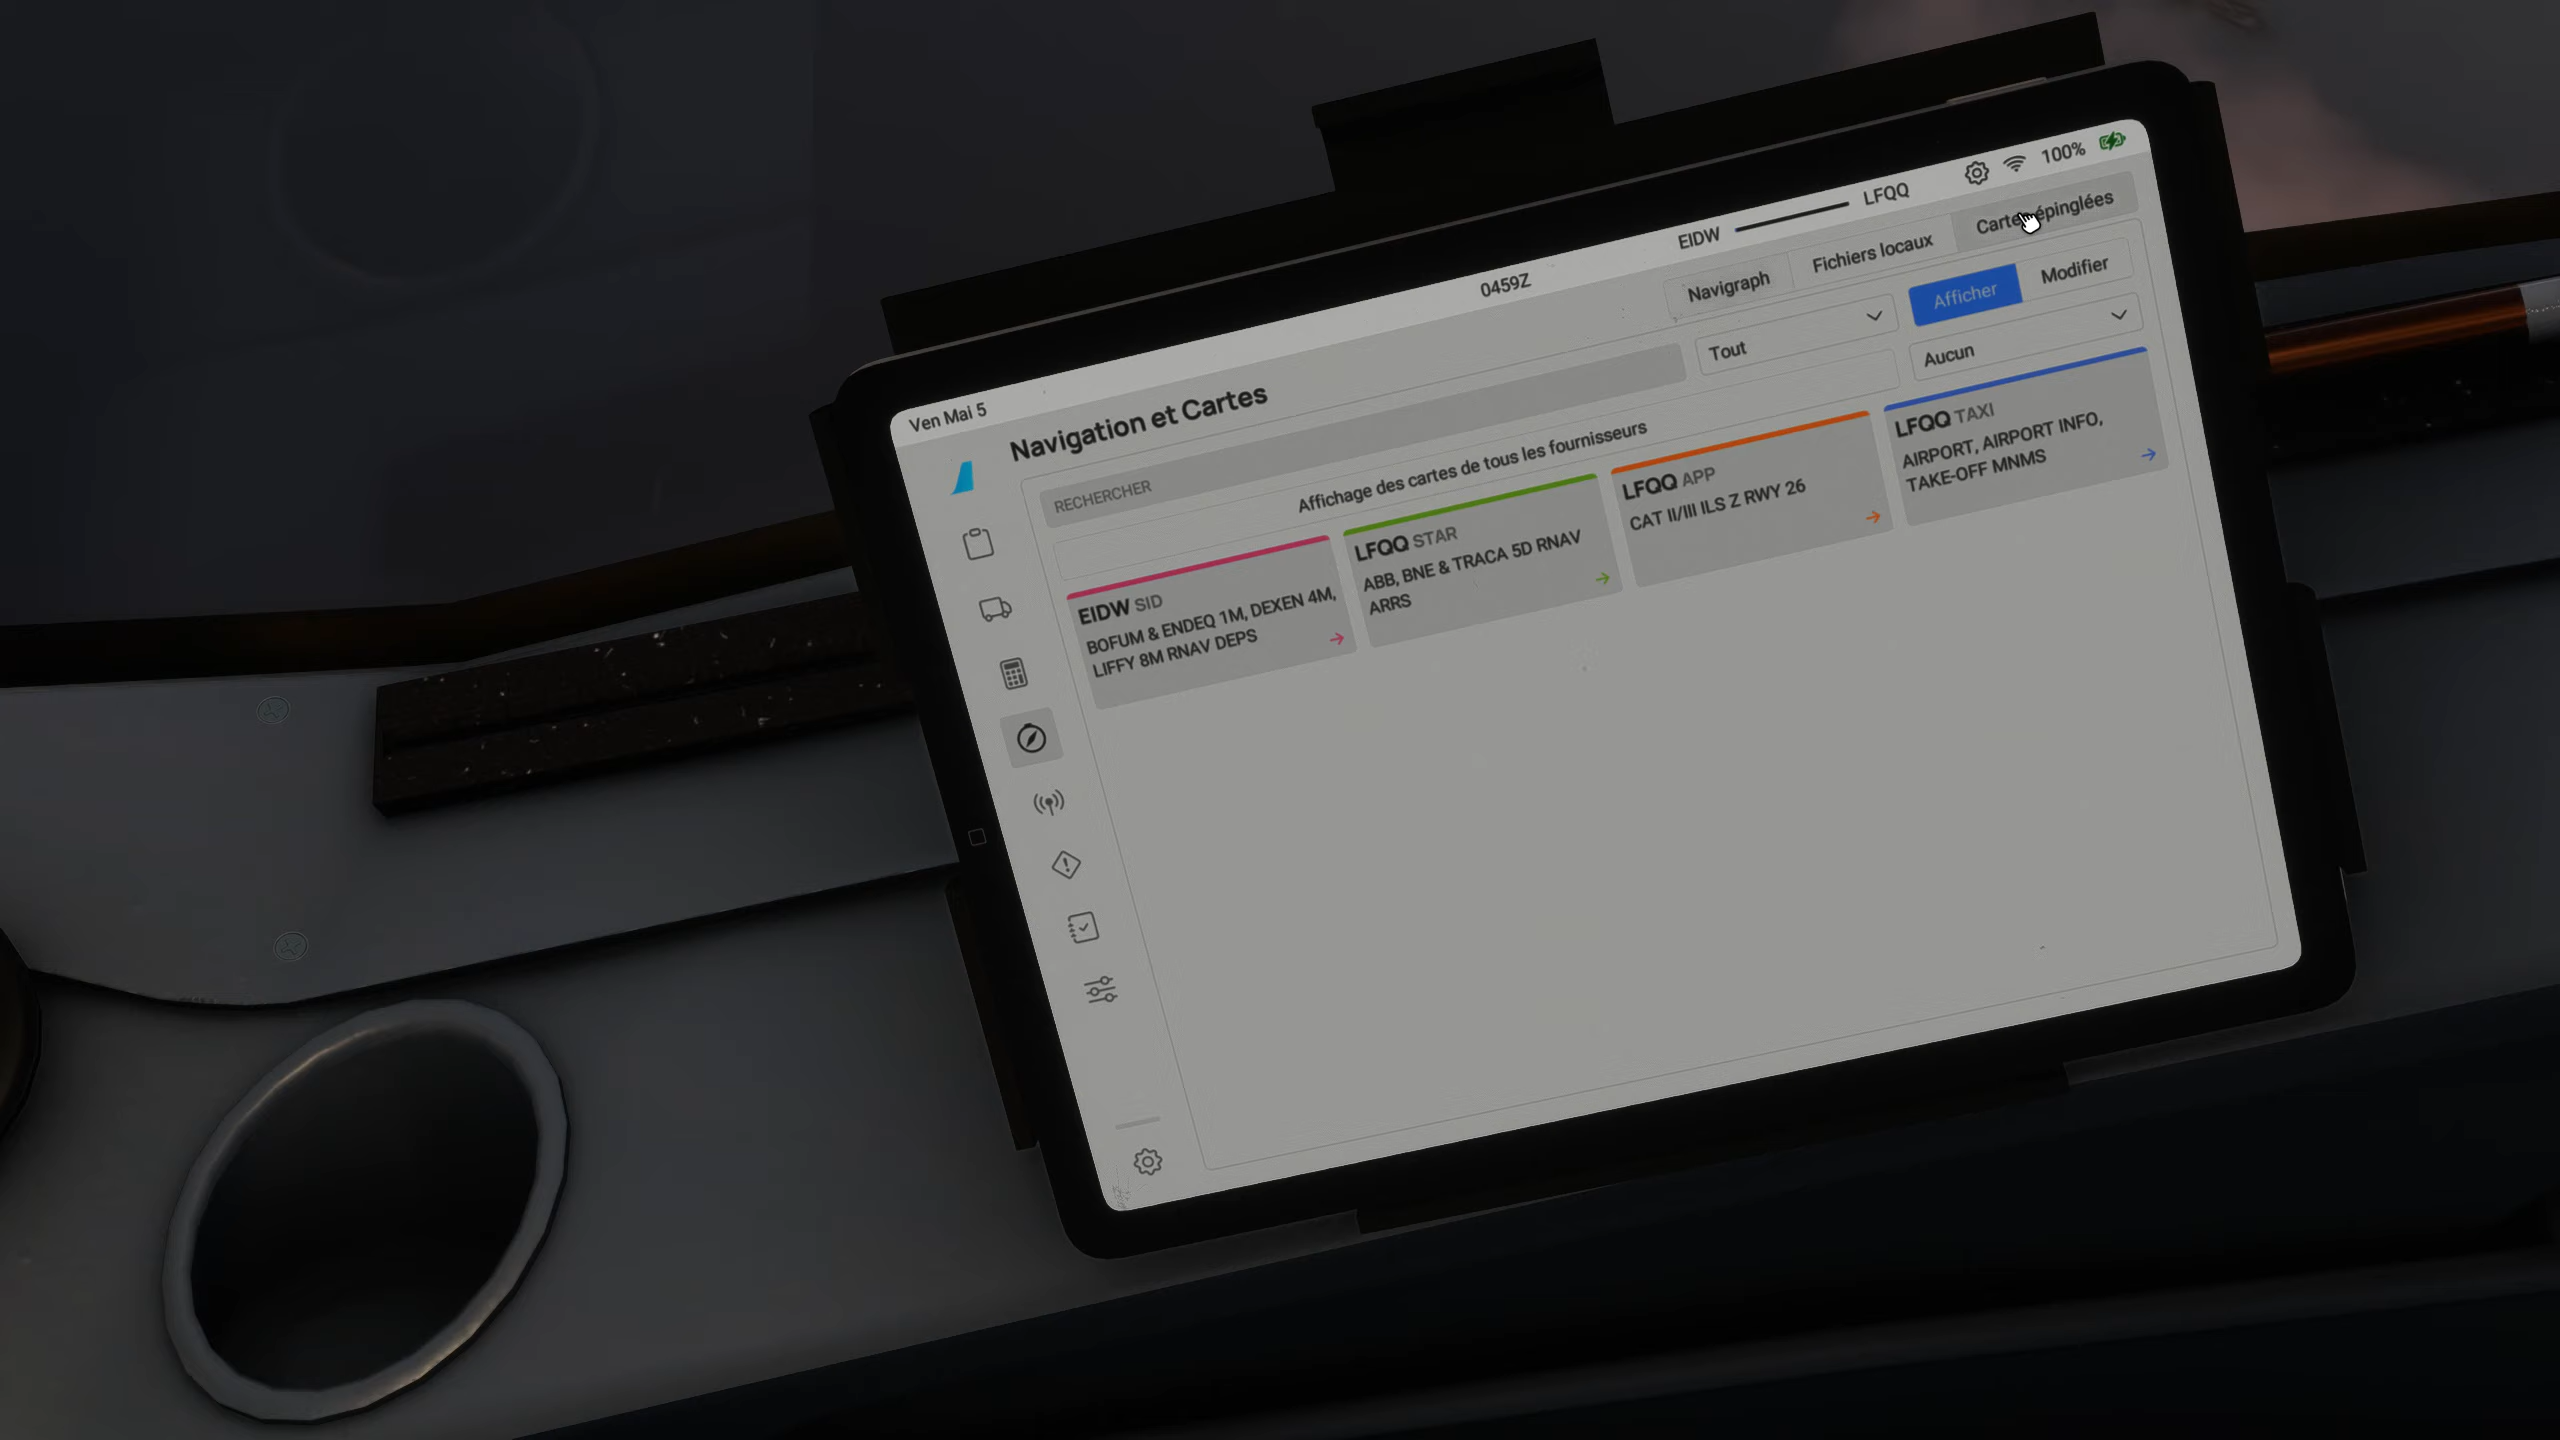 Ven Mai 5
0459Z
EIDW
LFQQ
100%
Navigation et Cartes
Navigraph
Fichiers locaux
épinglées
RECHERCHER
Tout
Afficher
Modifier
Affichage des cartes de tous les fournisseurs
Aucun
EIDW SID
BOFUM & ENDEQ 1M, DEXEN 4M,
LIFFY 8M RNAV DEPS
LFQQ STAR
ABB, BNE & TRACA 5D RNAV
ARRS
LFQQ APP
CAT II/III ILS Z RWY 26
LFQQ TAXI
AIRPORT, AIRPORT INFO,
TAKE-OFF MNMS